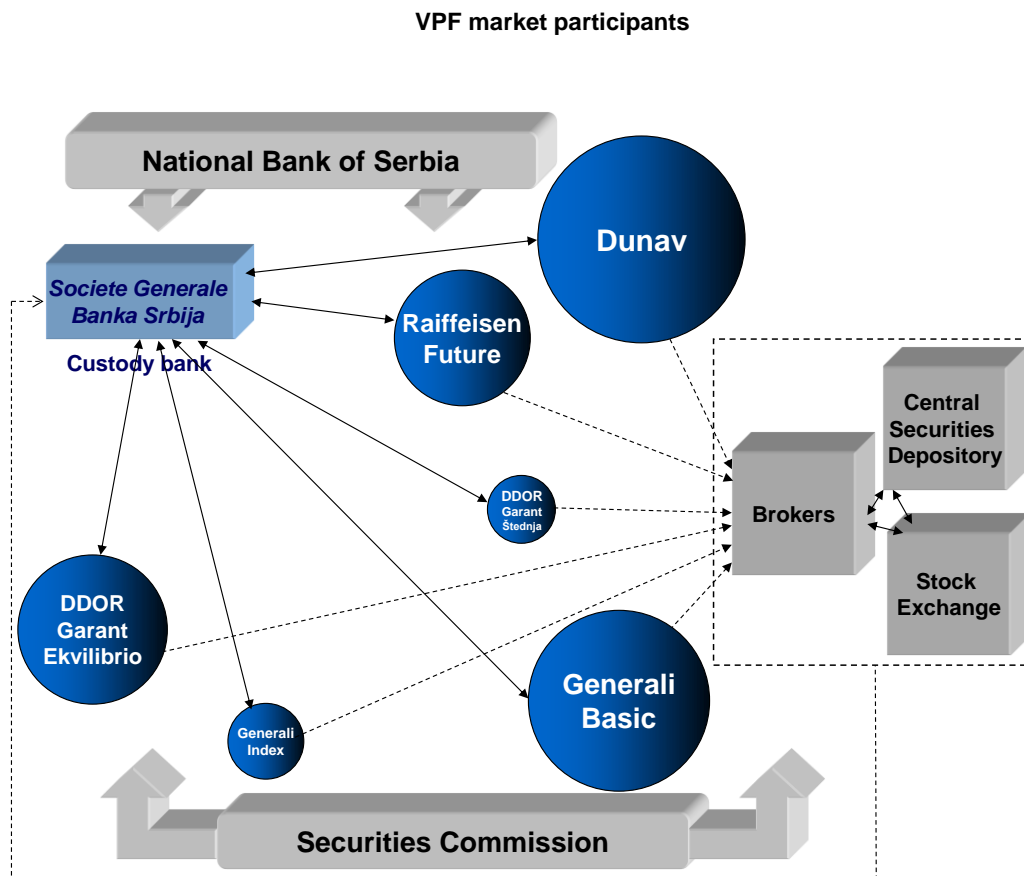 VPF market participants
National Bank of Serbia
Dunav
Societe Generale
Banka Srbija
Custody bank
Raiffeisen
Future
Central
Securities
Depository
Brokers
DDOR
Garant
Štednja
Stock
Exchange
DDOR
Garant
Ekvilibrio
Generali
Basic
Generali
Index
Securities Commission